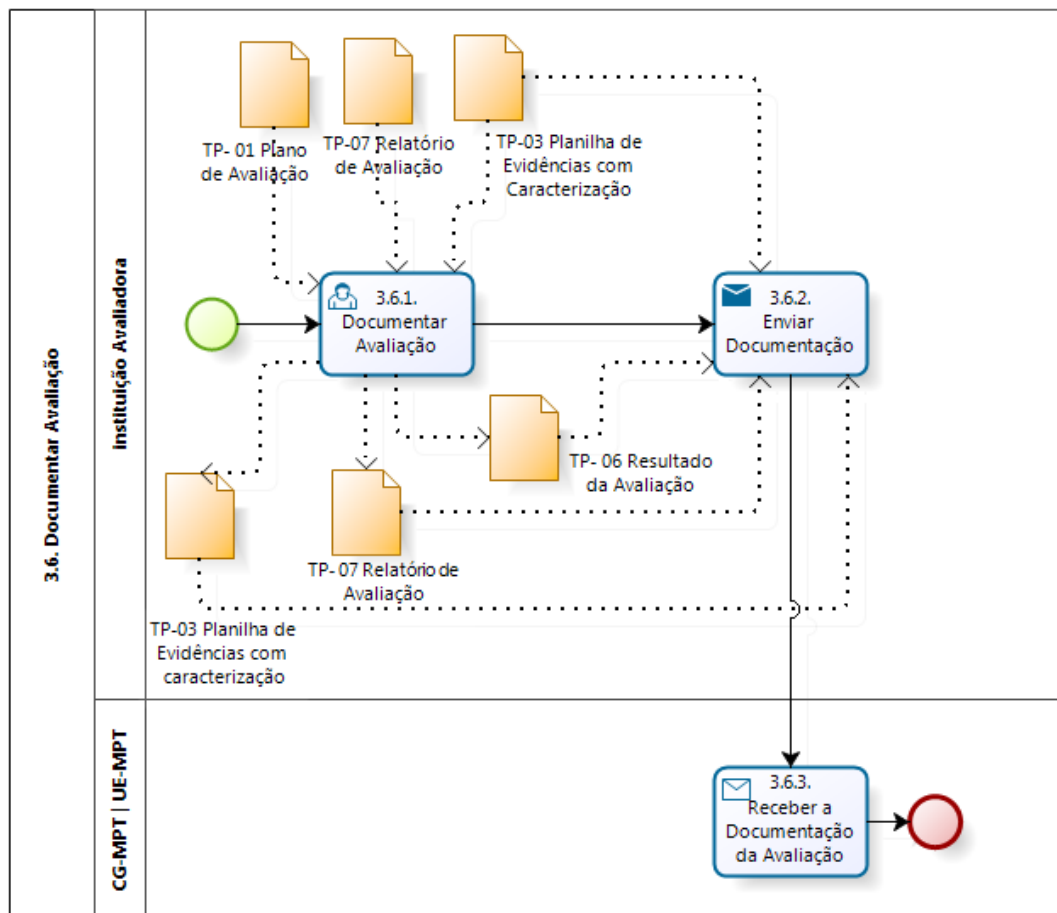 3.6. Documentar Avaliação
Instituição Avaliadora
TP- 01 Plano
de Avaliação
TP-07 Relatório
de Avaliação
TP-03 Planilha de
Evidências com
Caracterização
3.6.1.
Documentar
Avaliação
3.6.2.
Enviar
Documentação
TP- 06 Resultado
da Avaliação
TP- 07 Relatório de
Avaliação
TP-03 Planilha de
Evidências com
caracterização
CG-MPT | UE-MPT
3.6.3.
Receber a
Documentação
da Avaliação